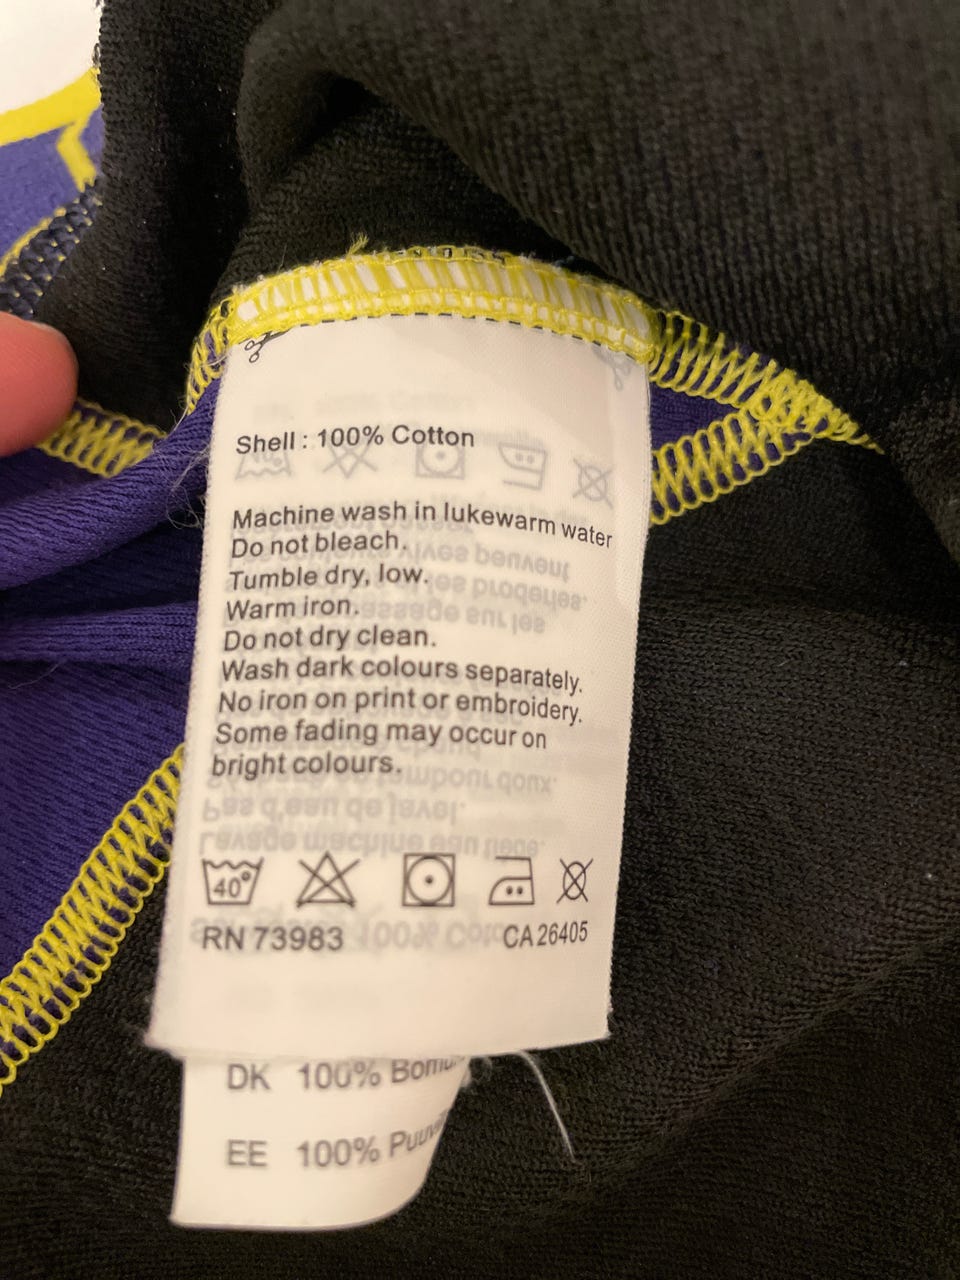 Shell : 100% Cotton
Machine wash in lukewarm water
Do not bleach.
Tumble dry, low.
Warm iron.
Do not dry clean.
Wash dark colours separately.
No iron on print or embroidery.
Some fading may occur on
bright colours.
40°
RN 73983 CA 26405
DK 100%
EE 100%